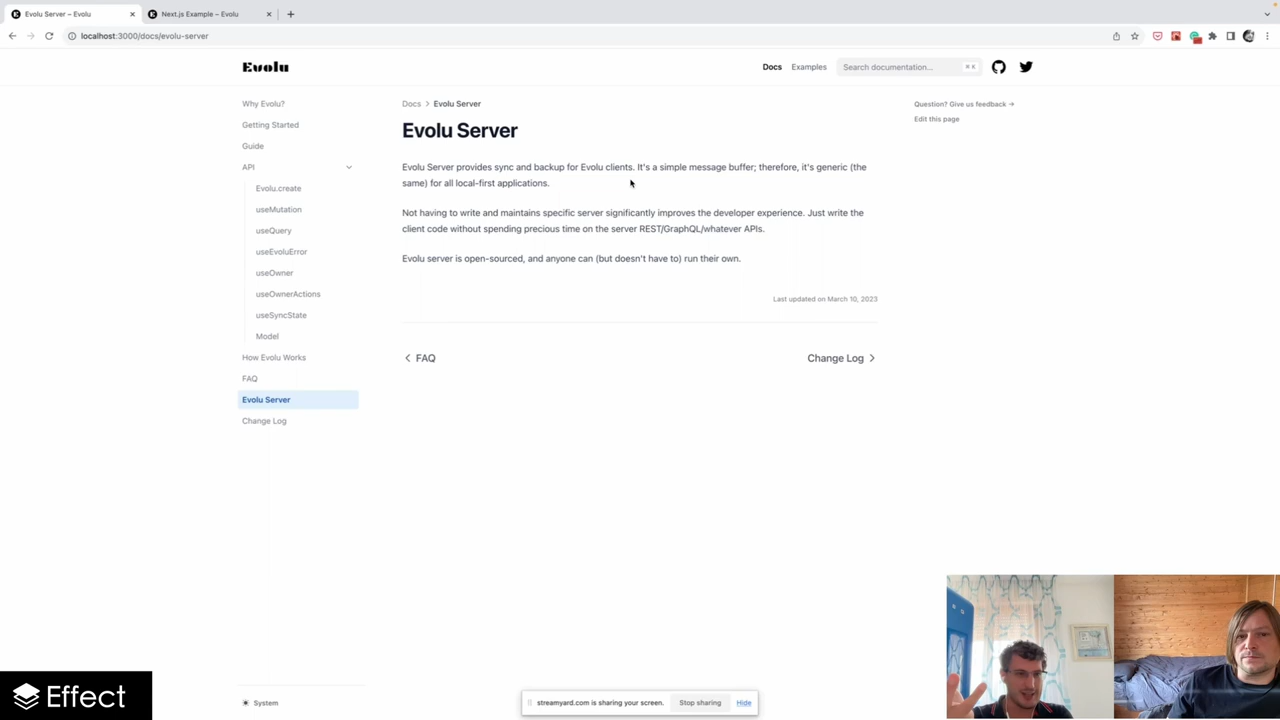 Evolu Server – Evolu
Next.js Example – Evolu
localhost:3000/docs/evolu-server
Evolu
Docs
Examples
Search documentation...
⌘ K
Why Evolu?
Getting Started
Guide
API
Evolu.create
useMutation
useQuery
useEvoluError
useOwner
useOwnerActions
useSyncState
Model
How Evolu Works
FAQ
Evolu Server
Change Log
System
Docs > Evolu Server
Evolu Server
Evolu Server provides sync and backup for Evolu clients. It's a simple message buffer; therefore, it's generic (the
same) for all local-first applications.
Not having to write and maintains specific server significantly improves the developer experience. Just write the
client code without spending precious time on the server REST/GraphQL/whatever APIs.
Evolu server is open-sourced, and anyone can (but doesn't have to) run their own.
Last updated on March 10, 2023
FAQ
Change Log
Question? Give us feedback →
Edit this page
Effect
streamyard.com is sharing your screen.
Stop sharing
Hide